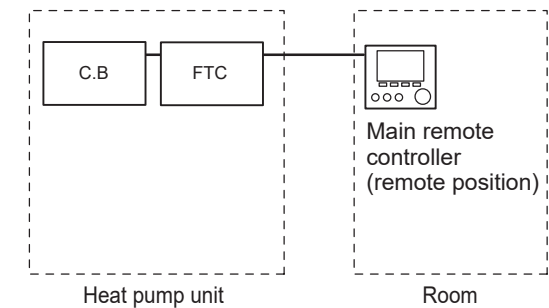 C.B
FTC
Main remote
controller
(remote position)
Heat pump unit
Room